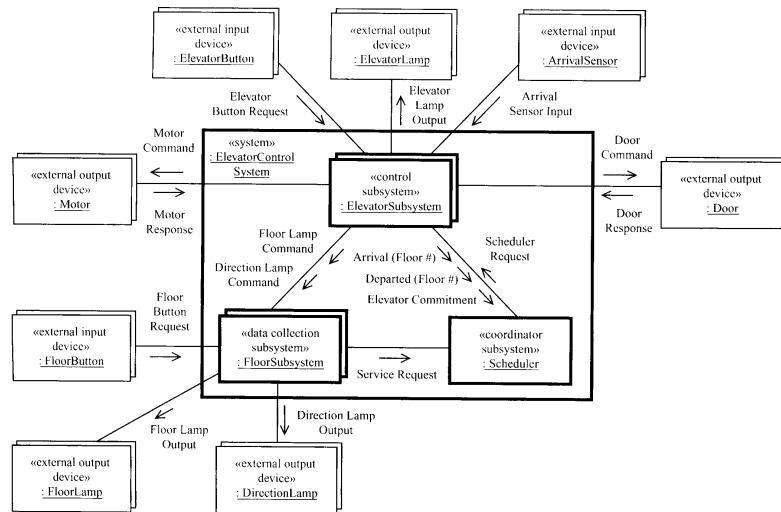 «external input
device»
: ElevatorButton
«external output
device»
: ElevatorLamp
«external input
device»
: ArrivalSensor
Elevator
Button Request
Elevator
Lamp
Output
Arrival
Sensor Input
Motor
Command
«system»
: ElevatorControl
System
Door
Command
«external output
device»
: Motor
«control
subsystem»
: ElevatorSubsystem
«external output
device»
: Door
Motor
Response
Door
Response
Floor Lamp
Command
Direction Lamp
Command
Arrival (Floor #)
Departed (Floor #)
Elevator Commitment
Scheduler
Request
Floor
Button
Request
«external input
device»
: FloorButton
«data collection
subsystem»
: FloorSubsystem
«coordinator
subsystem»
: Scheduler
Service Request
Floor Lamp
Output
Direction Lamp
Output
«external output
device»
: FloorLamp
«external output
device»
: DirectionLamp